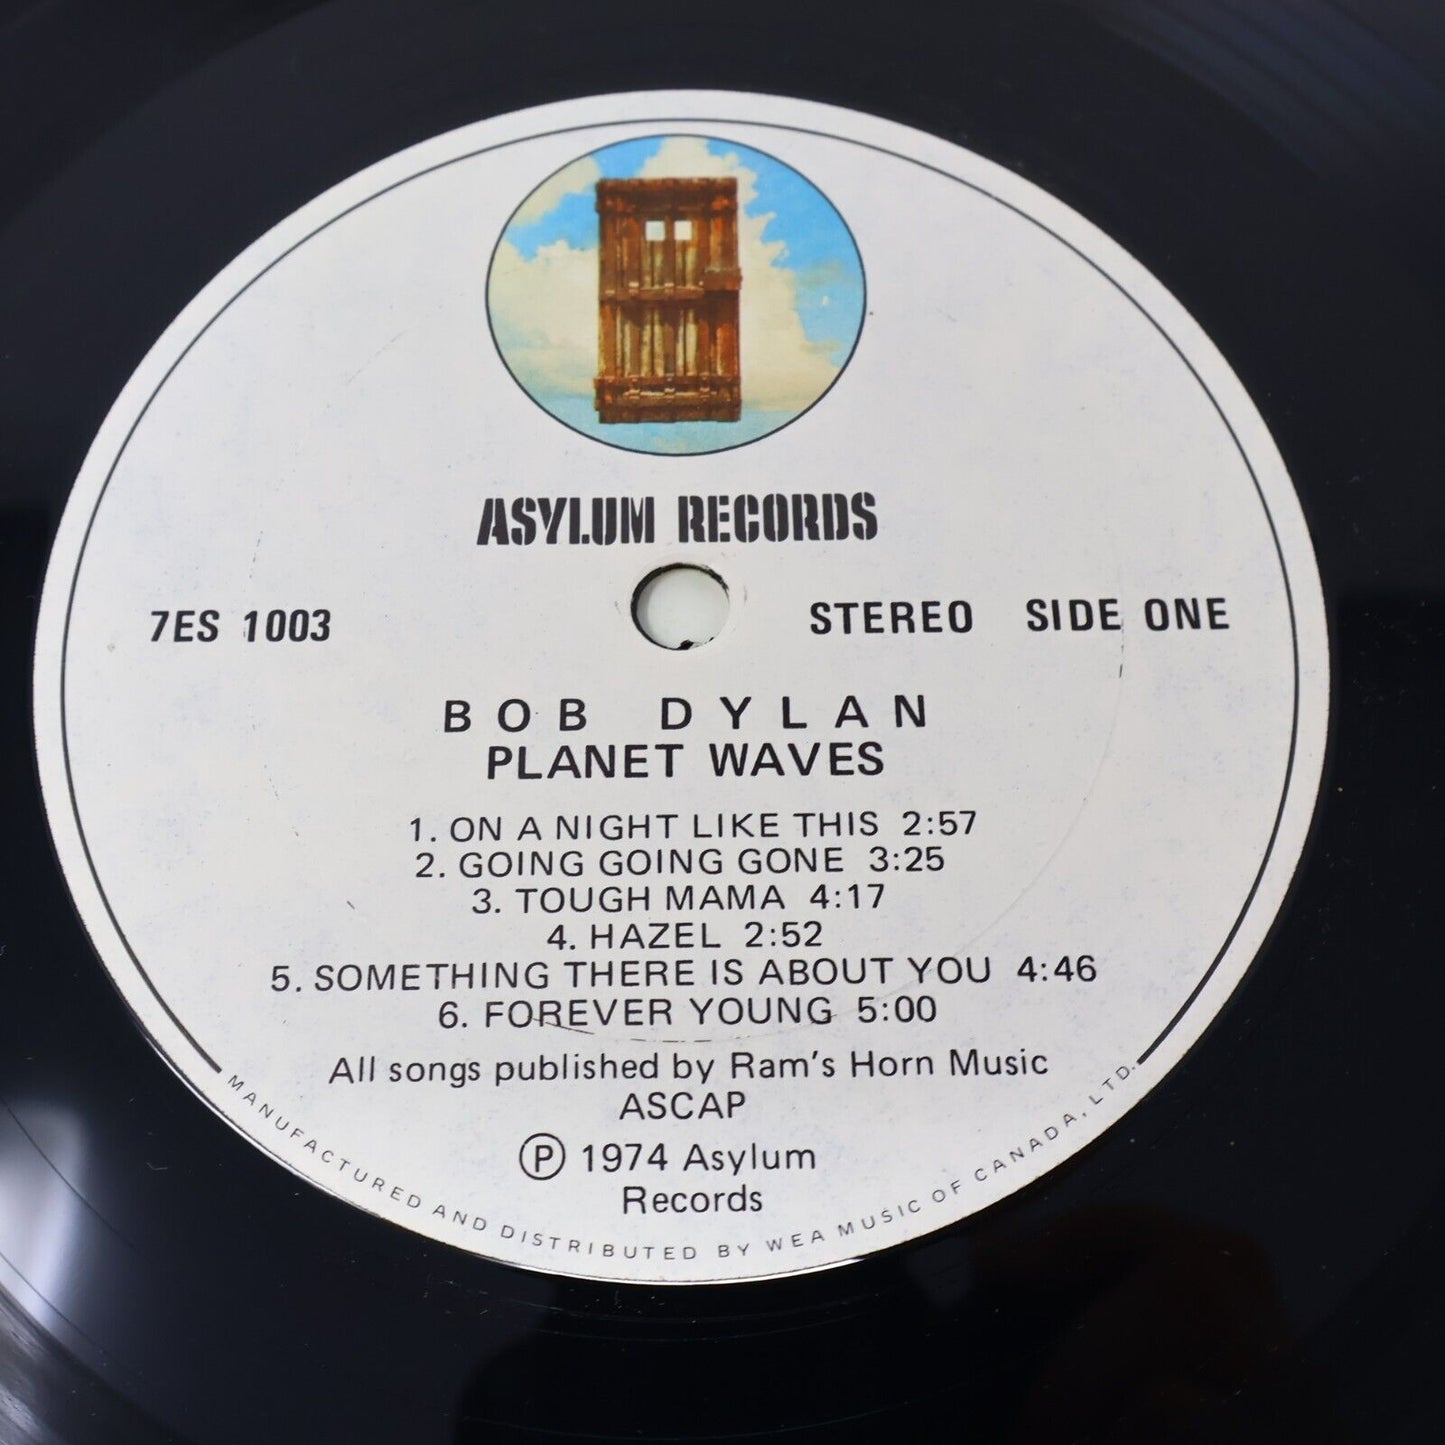 ASYLUM RECORDS
7ES 1003
STEREO SIDE ONE
BOB DYLAN
PLANET WAVES
1. ON A NIGHT LIKE THIS 2:57
2. GOING GOING GONE 3:25
3. TOUGH MAMA 4:17
4. HAZEL 2:52
5. SOMETHING THERE IS ABOUT YOU 4:46
6. FOREVER YOUNG 5:00
All songs published by Ram's Horn Music
ASCAP
Ⓟ 1974 Asylum
Records
MANUFACTURED AND DISTRIBUTED BY WEA MUSIC OF CANADA, LTD.